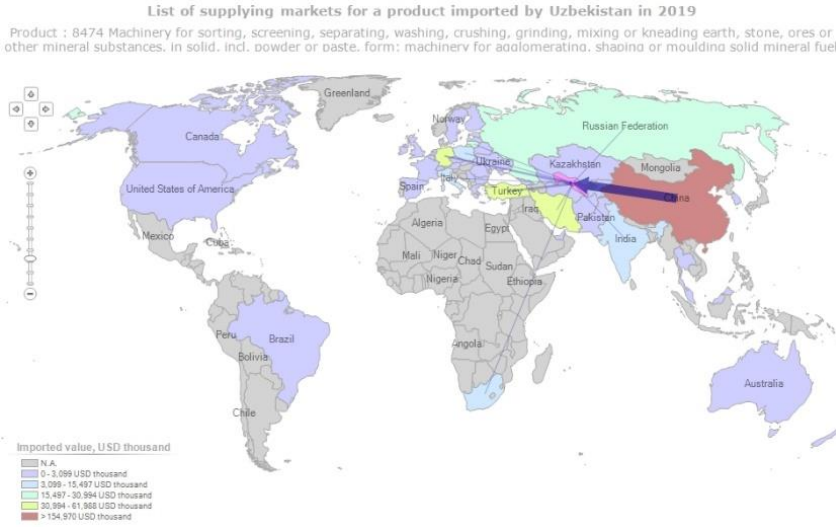 List of supplying markets for a product imported by Uzbekistan in 2019
Product : 8474 Machinery for sorting, screening, separating, washing, crushing, grinding, mixing or kneading earth, stone, ores or
other mineral substances, in solid, incl. powder or paste, form; machinery for agglomerating, shaping or moulding solid mineral fuel
Greenland
Canada
Norway
Russian Federation
Ukraine
Kazakhstan
Mongolia
United States of America
Italy
Spain
Turkey
China
Iraq
Pakistan
Algeria
Egypt
India
Mexico
Cuba
Mali
Niger
Chad
Sudan
Nigeria
Ethiopia
Peru
Brazil
Angola
Bolivia
Australia
Chile
Imported value, USD thousand
N.A.
0 - 3,099 USD thousand
3,099 - 15,497 USD thousand
15,497 - 30,994 USD thousand
30,994 - 61,988 USD thousand
> 154,970 USD thousand